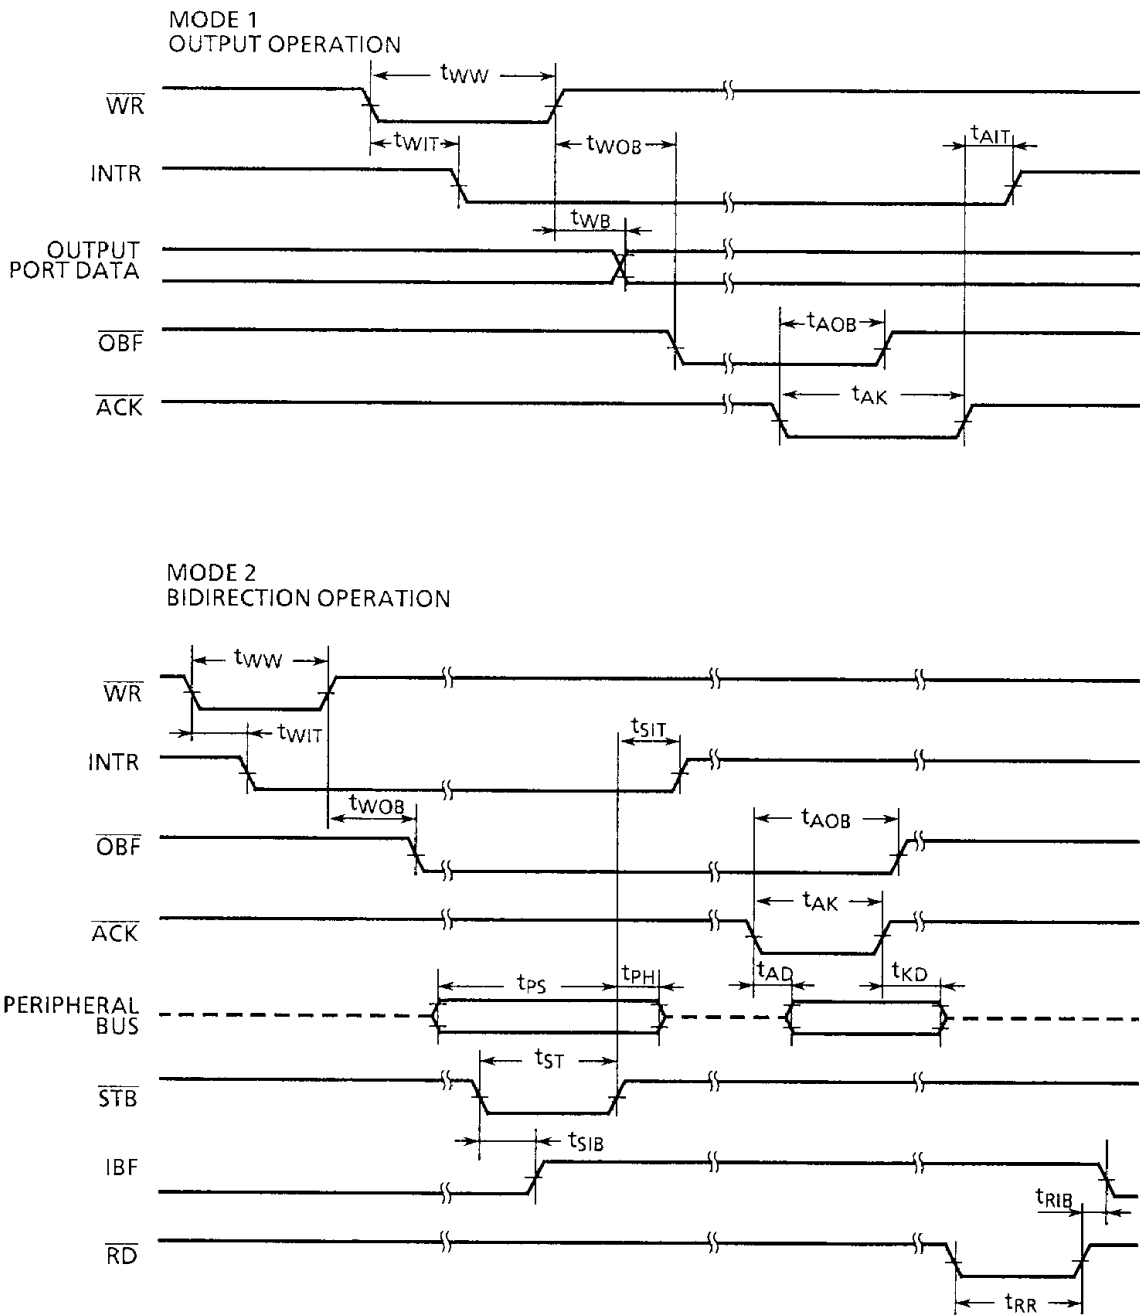 MODE 1
OUTPUT OPERATION
tWW
WR
tWIT
tWOB
tAIT
INTR
tWB
OUTPUT
PORT DATA
tAOB
OBF
tAK
ACK
MODE 2
BIDIRECTION OPERATION
tWW
WR
tWIT
tSIT
INTR
tWOB
tAOB
OBF
tAK
ACK
tPS
tPH
tAD
tKD
PERIPHERAL
BUS
tST
STB
tSIB
IBF
tRIB
RD
tRR